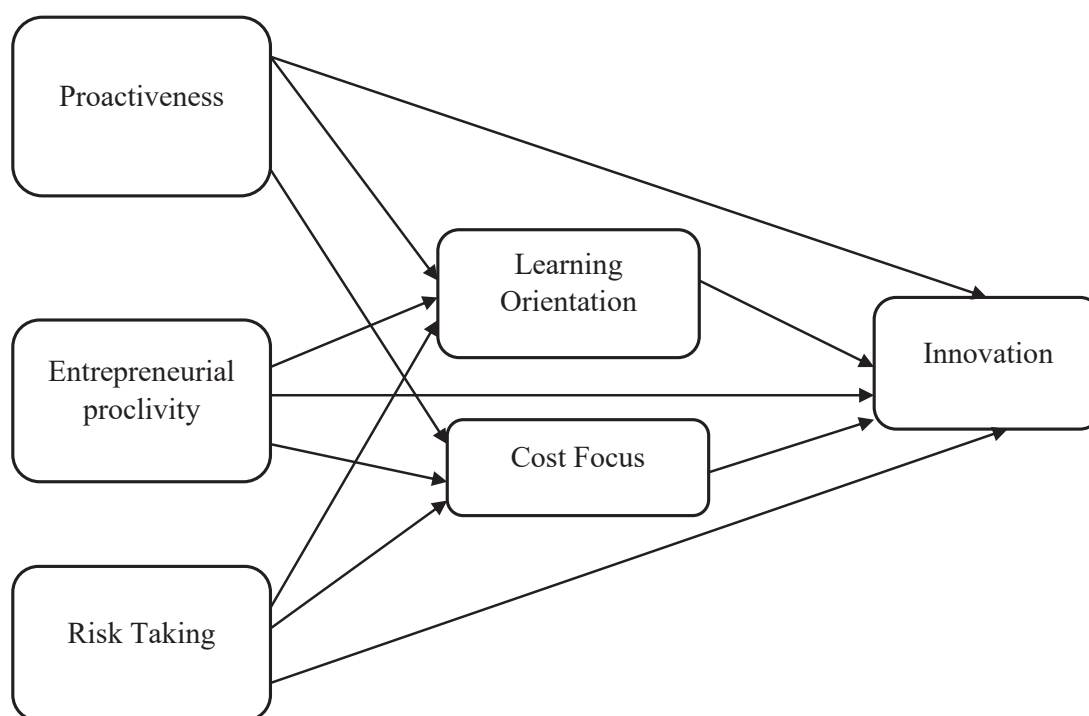 Proactiveness
Learning
Orientation
Innovation
Entrepreneurial
proclivity
Cost Focus
Risk Taking